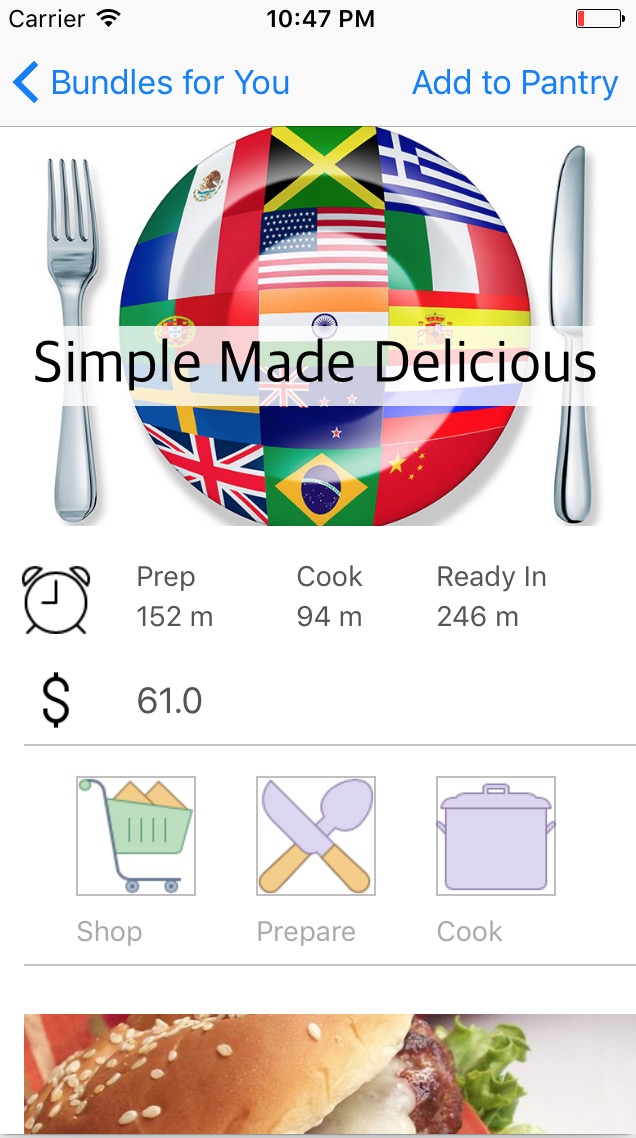 Carrier 10:47 PM
Bundles for You Add to Pantry
Simple Made Delicious
Prep Cook Ready In
152 m 94 m 246 m
$ 61.0
Shop Prepare Cook